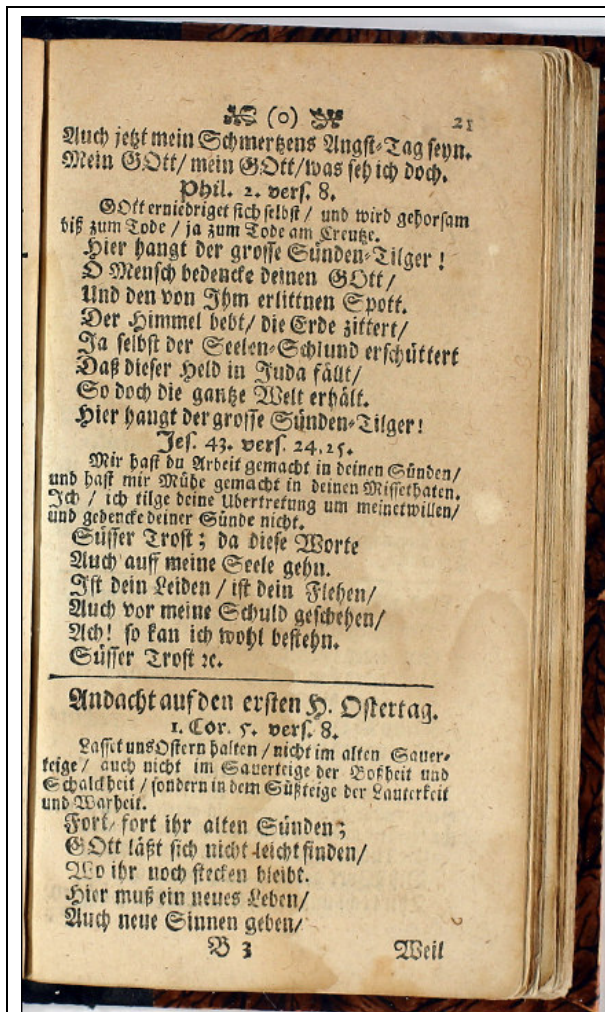 (o) 21
Auch jetzt mein Schmertzens Angst-Tag seyn.
Mein GOtt/ mein GOtt/was seh ich doch.
Phil. 2. vers. 8.
GOtt erniedriget sich selbst / und wird gehorsam
biß zum Tode / ja zum Tode am Creutze.
Hier hangt der grosse Sünden-Tilger !
O Mensch bedencke deinen GOtt/
Und den von Ihm erlittnen Spott.
Der Himmel bebt/ die Erde zittert/
Ja selbst der Seelen-Schlund erschüttert
Daß dieser Held in Juda fällt/
So doch die gantze Welt erhält.
Hier hangt der grosse Sünden-Tilger!
Jes. 43. vers. 24.25.
Mir hast du Arbeit gemacht in deinen Sünden/
und hast mir Mühe gemacht in deinen Missethaten.
Ich / ich tilge deine Ubertretung um meinetwillen/
und gedencke deiner Sünde nicht.
Süsser Trost; da diese Worte
Auch auff meine Seele gehn.
Ist dein Leiden / ist dein Flehen/
Auch vor meine Schuld geschehen/
Ach! so kan ich wohl bestehn.
Süsser Trost ꝛc.
Andacht auf den ersten H. Ostertag.
1. Cor. 5. vers. 8.
Lasset uns Ostern halten / nicht im alten Sauer-
teige / auch nicht im Sauerteige der Boßheit und
Schalckheit / sondern in dem Süßteige der Lauterkeit
und Warheit.
Fort/ fort ihr alten Sünden;
GOtt läßt sich nicht leicht finden/
Wo ihr noch stecken bleibt.
Hier muß ein neues Leben/
Auch neue Sinnen geben/
B 3 Weil